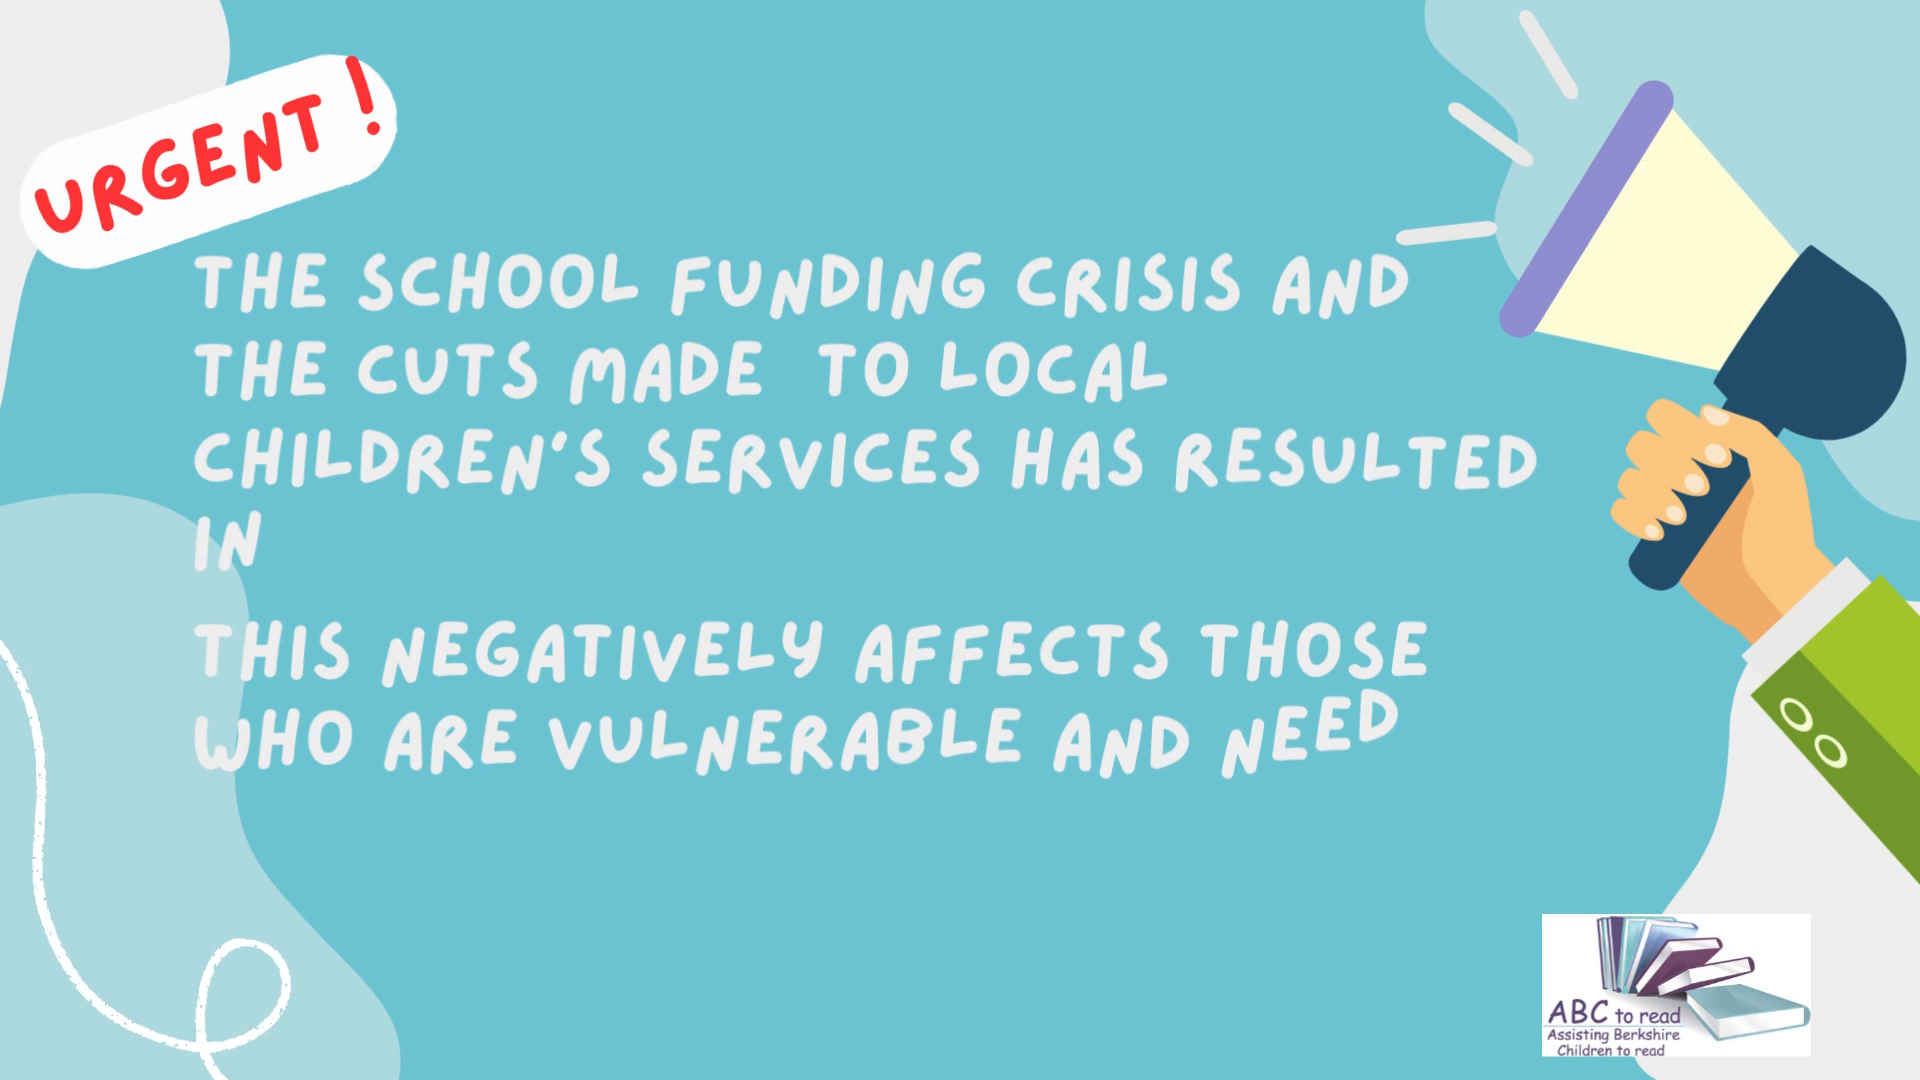 URGENT!
THE SCHOOL FUNDING CRISIS AND
THE CUTS MADE TO LOCAL
CHILDREN'S SERVICES HAS RESULTED
IN
THIS NEGATIVELY AFFECTS THOSE
WHO ARE VULNERABLE AND NEED
ABC to read
Assisting Berkshire
Children to read